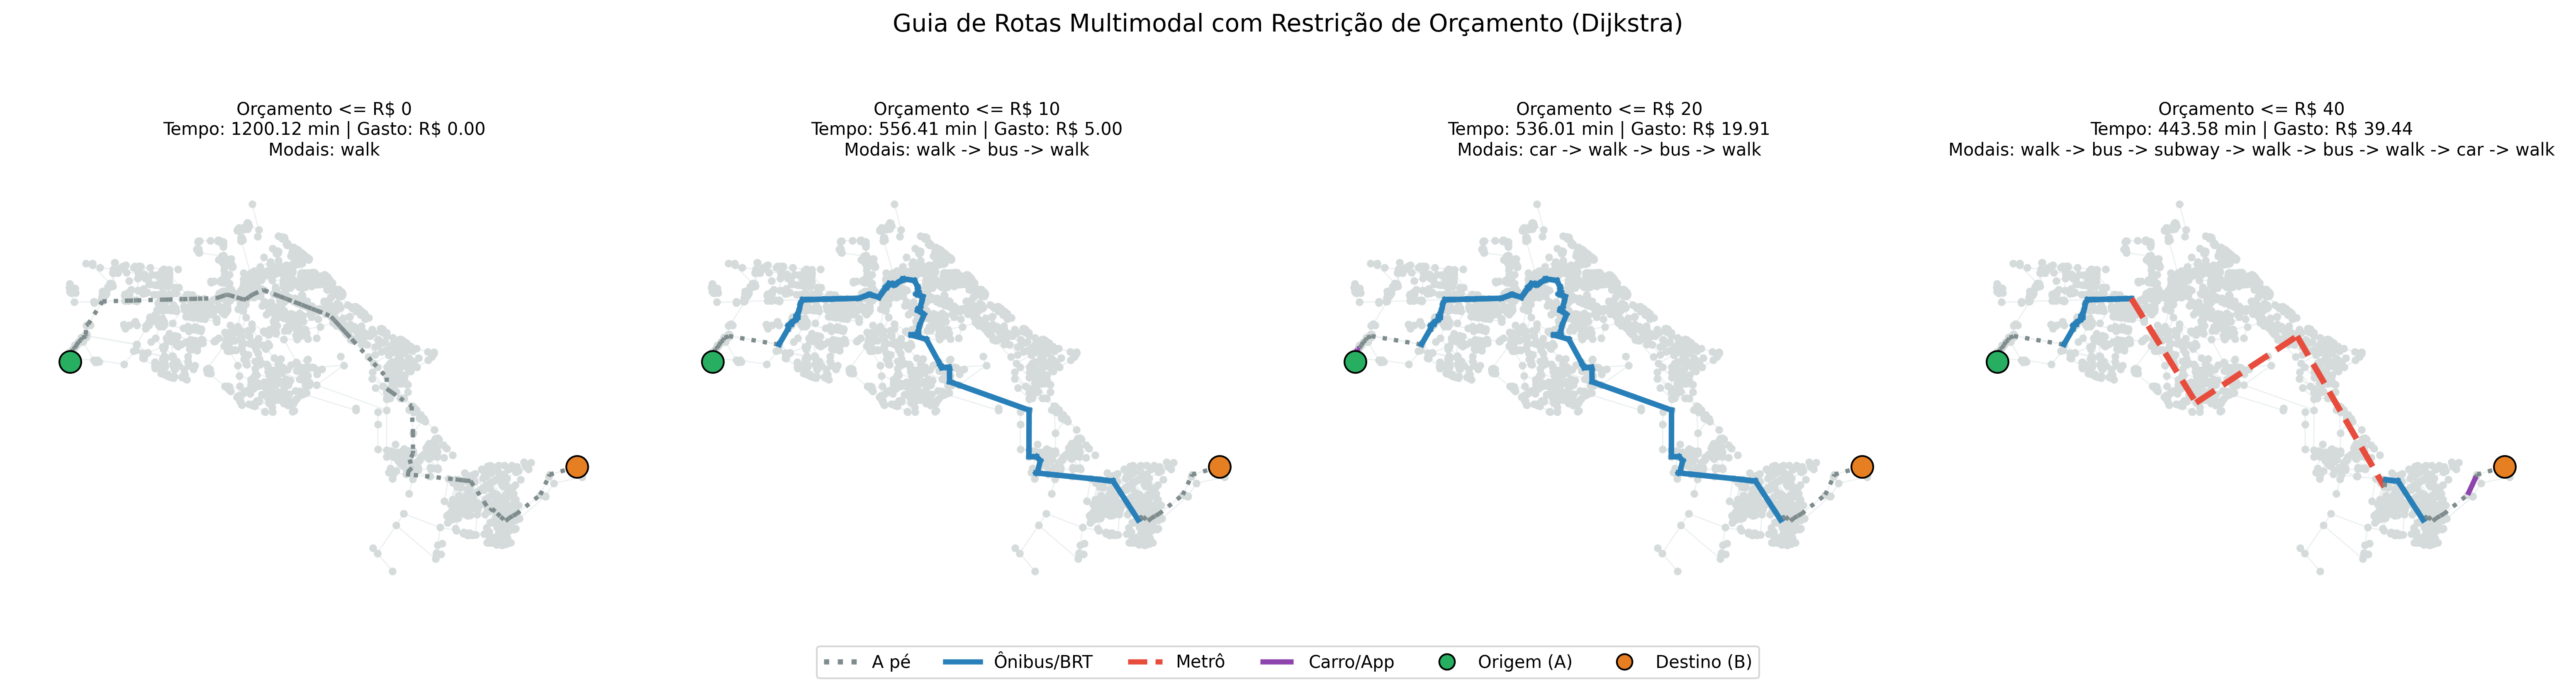 Guia de Rotas Multimodal com Restrição de Orçamento (Dijkstra)
Orçamento <= R$ 0
Tempo: 1200.12 min | Gasto: R$ 0.00
Modais: walk
Orçamento <= R$ 10
Tempo: 556.41 min | Gasto: R$ 5.00
Modais: walk -> bus -> walk
Orçamento <= R$ 20
Tempo: 536.01 min | Gasto: R$ 19.91
Modais: car -> walk -> bus -> walk
Orçamento <= R$ 40
Tempo: 443.58 min | Gasto: R$ 39.44
Modais: walk -> bus -> subway -> walk -> bus -> walk -> car -> walk
A pé
Ônibus/BRT
Metrô
Carro/App
Origem (A)
Destino (B)